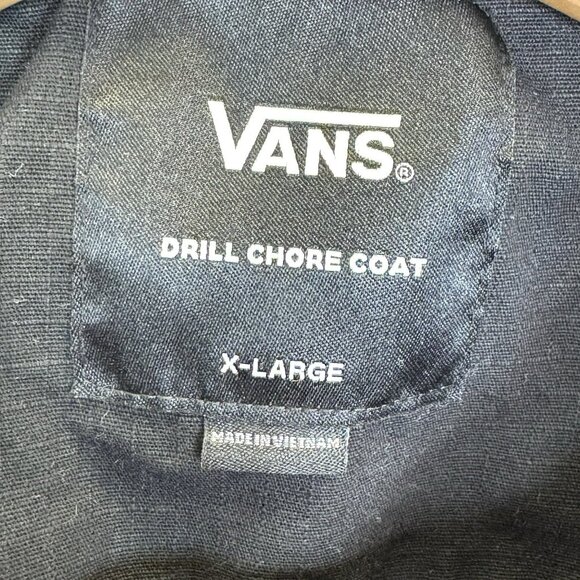 VANS®
DRILL CHORE COAT
X-LARGE
MADE IN VIETNAM